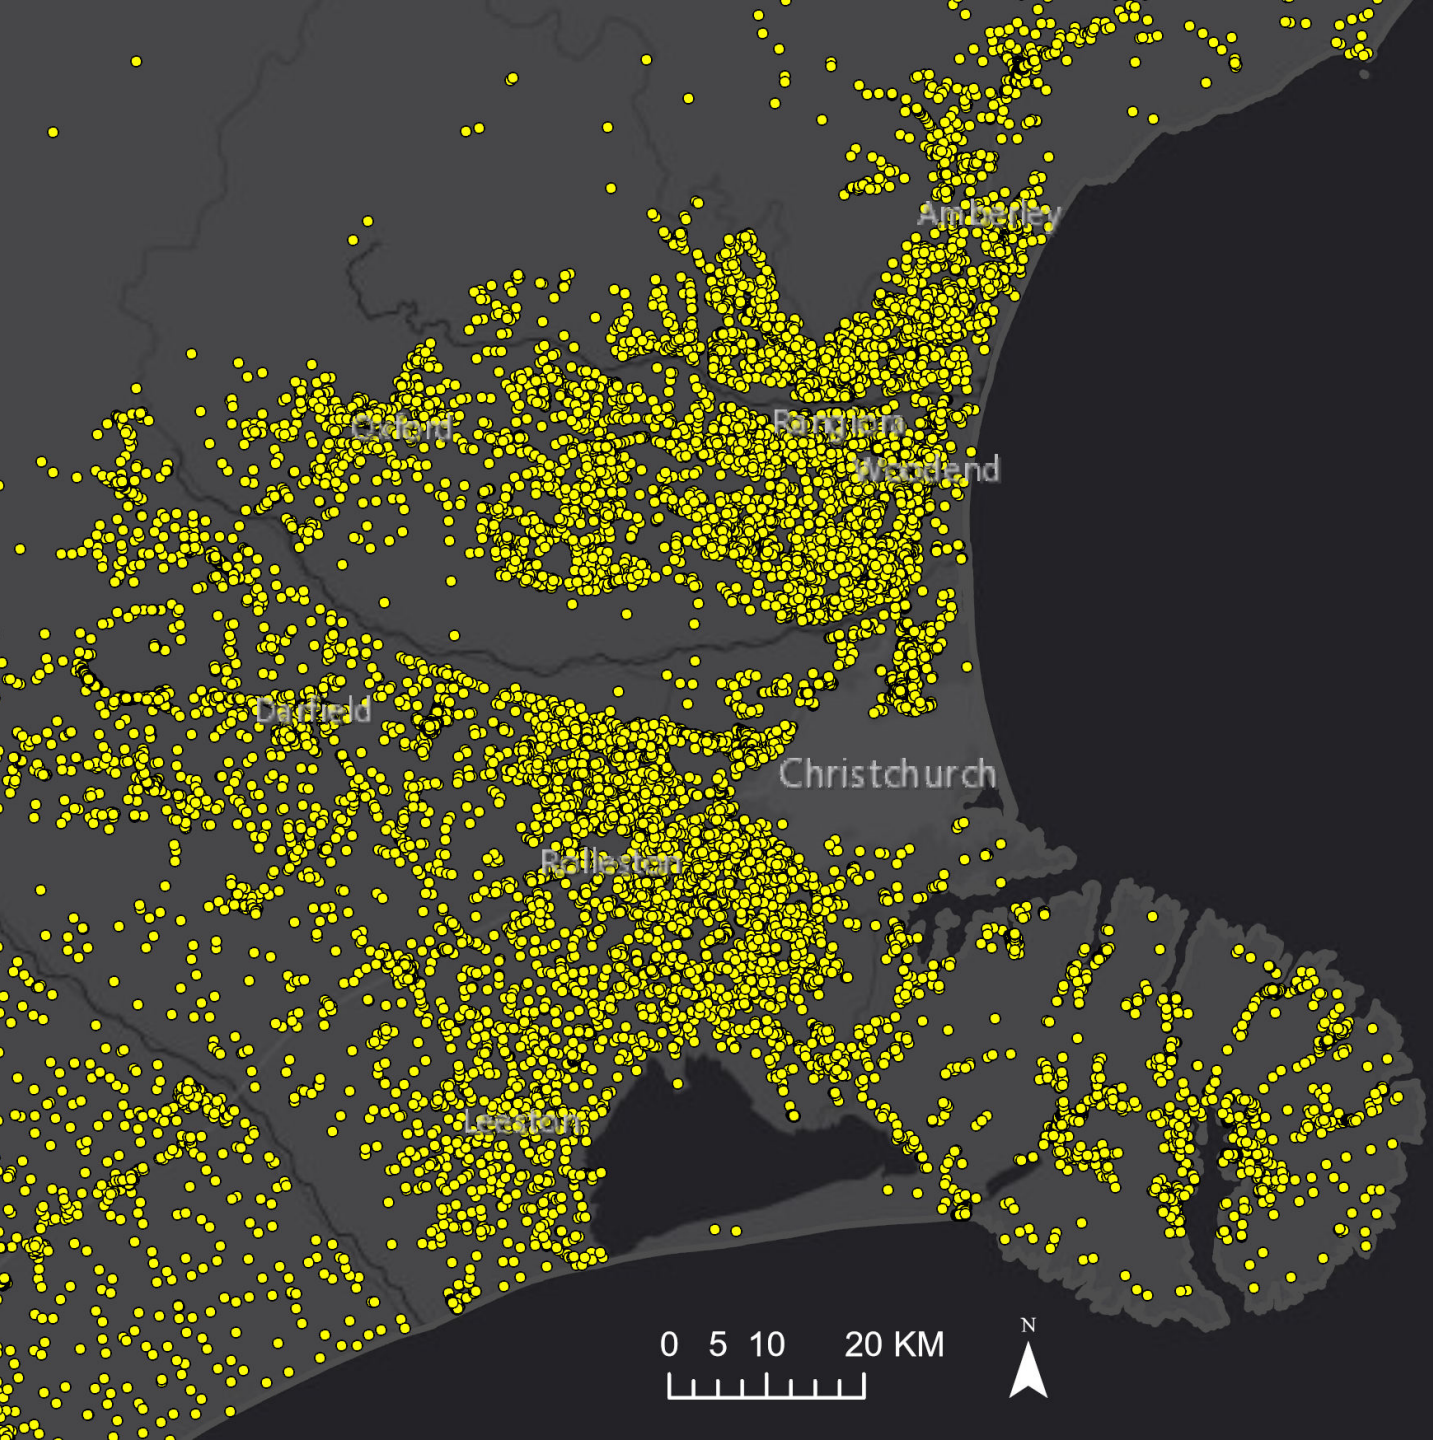 Amberley
Oxford
Rangiora
Woodend
Darfield
Christchurch
Rolleston
Leeston
0 5 10 20 KM
N